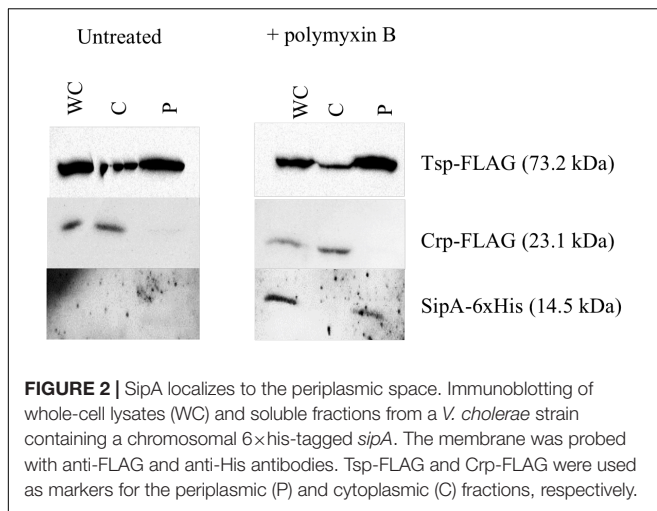 Untreated + polymyxin B
WC C P WC C P
Tsp-FLAG (73.2 kDa)
Crp-FLAG (23.1 kDa)
SipA-6xHis (14.5 kDa)
FIGURE 2 | SipA localizes to the periplasmic space. Immunoblotting of
whole-cell lysates (WC) and soluble fractions from a V. cholerae strain
containing a chromosomal 6×his-tagged sipA. The membrane was probed
with anti-FLAG and anti-His antibodies. Tsp-FLAG and Crp-FLAG were used
as markers for the periplasmic (P) and cytoplasmic (C) fractions, respectively.